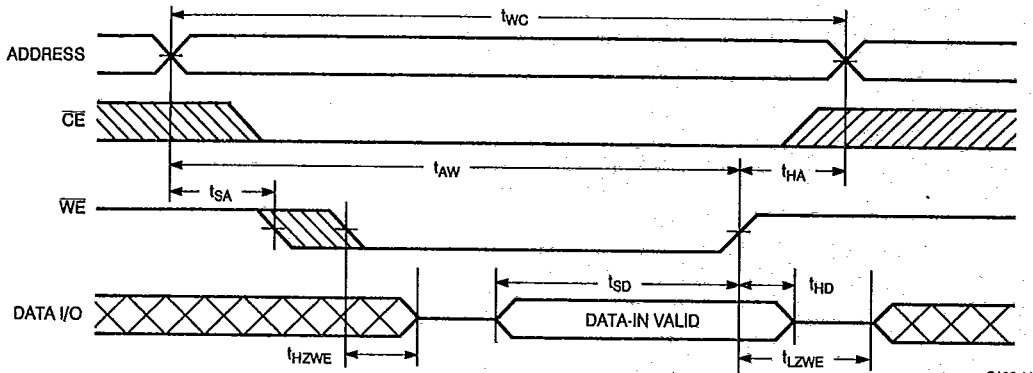 tWC
ADDRESS
CE
tAW
tHA
tSA
WE
tSD
tHD
DATA I/O
DATA-IN VALID
tHZWE
tLZWE